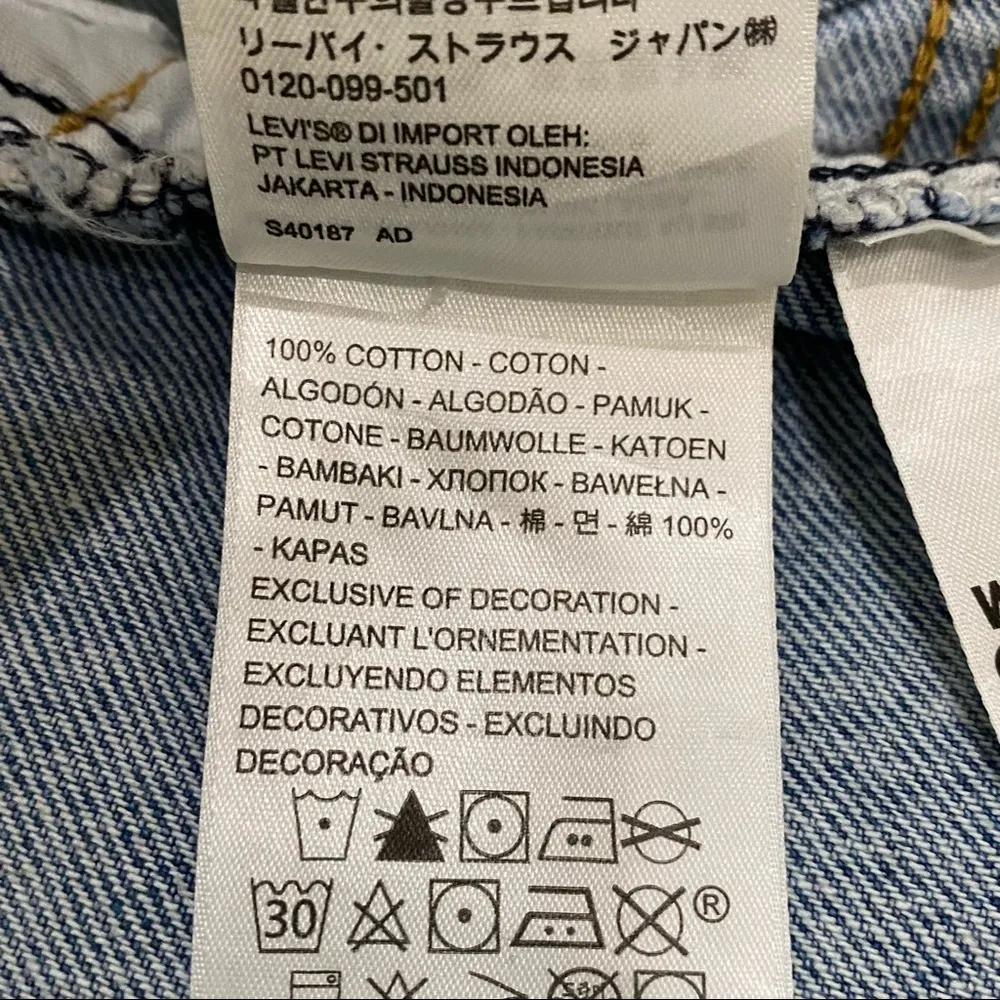 リーバイ・ストラウス ジャパン㈱
0120-099-501
LEVI'S® DI IMPORT OLEH:
PT LEVI STRAUSS INDONESIA
JAKARTA - INDONESIA
S40187 AD
100% COTTON - COTON -
ALGODÓN - ALGODÃO - PAMUK -
COTONE - BAUMWOLLE - KATOEN
- BAMBAKI - ХЛОПОК - BAWEŁNA -
PAMUT - BAVLNA - 棉 - 면 - 綿 100%
- KAPAS
EXCLUSIVE OF DECORATION -
EXCLUANT L'ORNEMENTATION -
EXCLUYENDO ELEMENTOS
DECORATIVOS - EXCLUINDO
DECORAÇÃO
30 ®